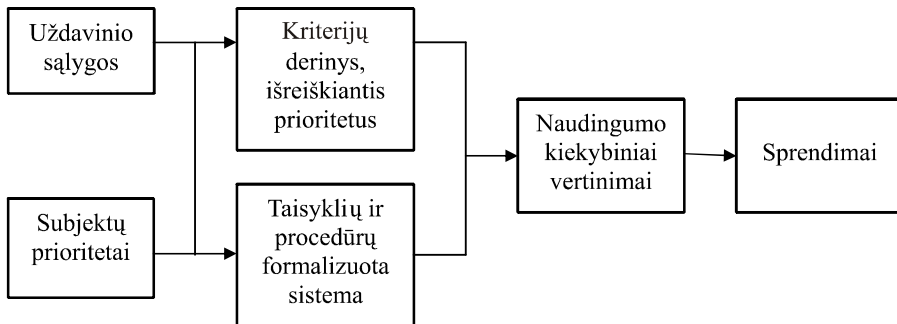 Uždavinio
sąlygos
Kriterijų
derinys,
išreiškiantis
prioritetus
Subjektų
prioritetai
Taisyklių ir
procedūrų
formalizuota
sistema
Naudingumo
kiekybiniai
vertinimai
Sprendimai